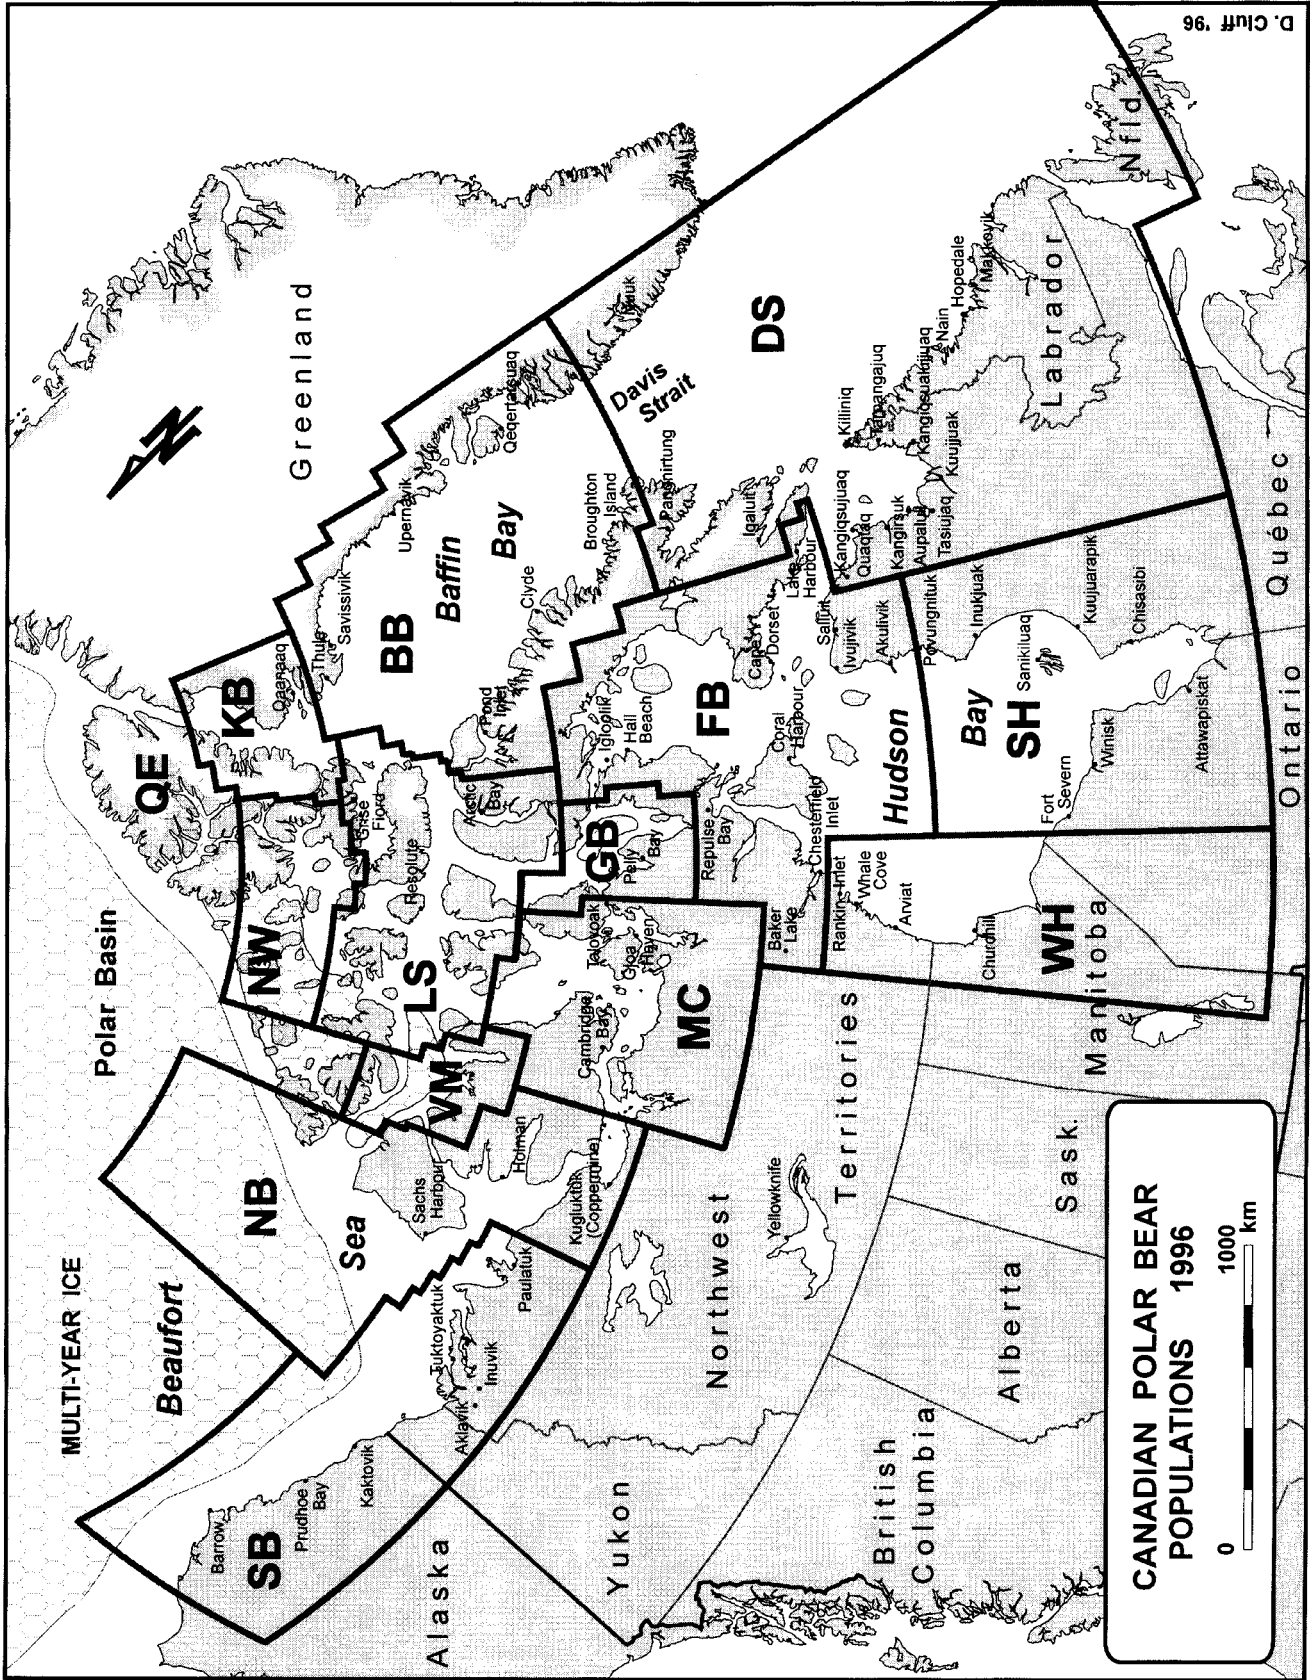 D. Cluff '96
Greenland
Nfld.
Hopedale
Makkovik
Nain
Labrador
DS
Davis
Strait
Nuuk
Qeqertarsuaq
Killiniq
Kangiqsualujjuaq
Kuujjuak
Pangnirtung
Broughton
Island
Upernavik
Baffin
Bay
Clyde
Iqaluit
Kangiqsujuaq
Quaqtaq
Kangirsuk
Aupaluk
Tasiujaq
Québec
Savissivik
Thule
BB
Lake
Harbour
Cape
Dorset
Salluit
Ivujivik
Akulivik
Povungnituk
Inukjuak
Kuujuarapik
Chisasibi
Sanikiluaq
Qaanaaq
KB
QE
Pond
Inlet
Igloolik
Hall
Beach
FB
Coral
Harbour
Hudson
Bay
SH
Winisk
Attawapiskat
Fort
Severn
Ontario
Grise
Fiord
Arctic
Bay
Resolute
GB
Pelly
Bay
Repulse
Bay
Chesterfield
Inlet
Rankin Inlet
Whale
Cove
Arviat
Churchill
Baker
Lake
WH
Manitoba
Polar Basin
NW
LS
Taloyoak
Gjoa
Haven
Cambridge
Bay
MC
VM
Holman
Sachs
Harbour
Kugluktuk
(Coppermine)
NB
Sea
Beaufort
MULTI-YEAR ICE
Northwest
Territories
Yellowknife
Sask.
Alberta
Paulatuk
Tuktoyaktuk
Inuvik
Aklavik
Kaktovik
Prudhoe
Bay
Barrow
SB
Alaska
Yukon
British
Columbia
N
CANADIAN POLAR BEAR
POPULATIONS 1996
0 1000
km